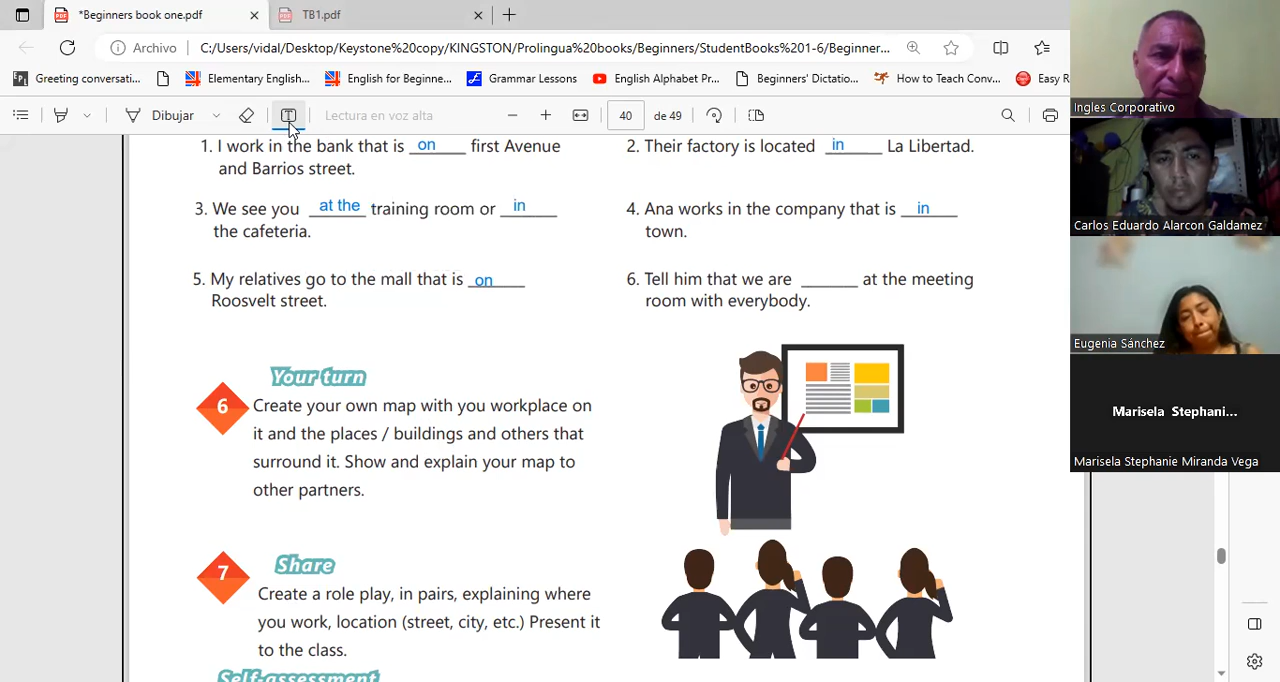 *Beginners book one.pdf
TB1.pdf
Archivo
C:/Users/vidal/Desktop/Keystone%20copy/KINGSTON/Prolingua%20books/Beginners/StudentBooks%201-6/Beginner...
Greeting conversati...
Elementary English...
English for Beginne...
Grammar Lessons
English Alphabet Pr...
Beginners' Dictatio...
How to Teach Conv...
Easy R
Dibujar
Lectura en voz alta
40
de 49
1. I work in the bank that is on first Avenue
and Barrios street.
2. Their factory is located in La Libertad.
3. We see you at the training room or in
the cafeteria.
4. Ana works in the company that is in
town.
5. My relatives go to the mall that is on
Roosvelt street.
6. Tell him that we are ______ at the meeting
room with everybody.
6
Your turn
Create your own map with you workplace on
it and the places / buildings and others that
surround it. Show and explain your map to
other partners.
7
Share
Create a role play, in pairs, explaining where
you work, location (street, city, etc.) Present it
to the class.
Self-assessment
Ingles Corporativo
Carlos Eduardo Alarcon Galdamez
Eugenia Sánchez
Marisela Stephani...
Marisela Stephanie Miranda Vega